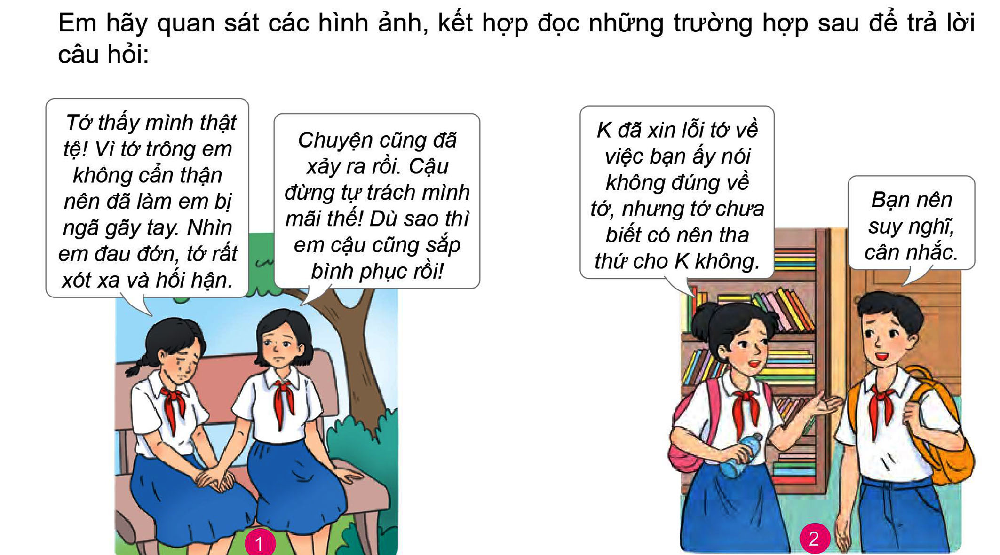 Em hãy quan sát các hình ảnh, kết hợp đọc những trường hợp sau để trả lời
câu hỏi:
Tớ thấy mình thật
tệ! Vì tớ trông em
không cẩn thận
nên đã làm em bị
ngã gãy tay. Nhìn
em đau đớn, tớ rất
xót xa và hối hận.
Chuyện cũng đã
xảy ra rồi. Cậu
đừng tự trách mình
mãi thế! Dù sao thì
em cậu cũng sắp
bình phục rồi!
K đã xin lỗi tớ về
việc bạn ấy nói
không đúng về
tớ, nhưng tớ chưa
biết có nên tha
thứ cho K không.
Bạn nên
suy nghĩ,
cân nhắc.
1
2